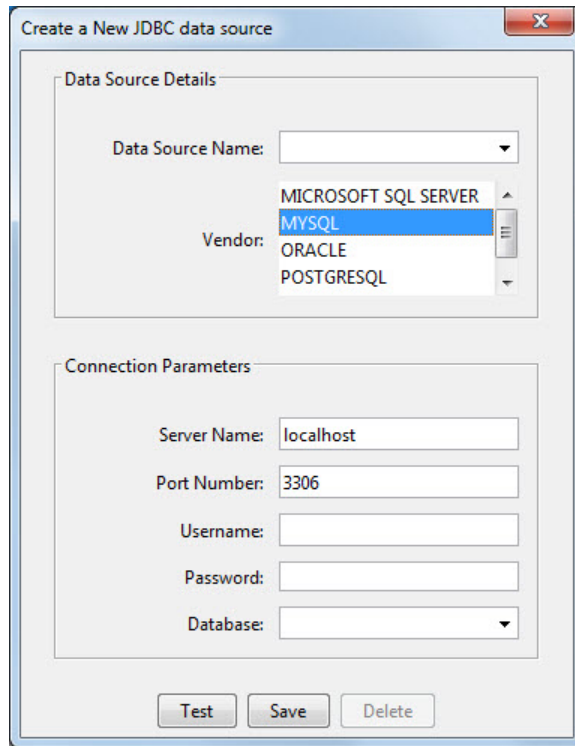 Create a New JDBC data source
Data Source Details
Data Source Name:
Vendor:
MICROSOFT SQL SERVER
MYSQL
ORACLE
POSTGRESQL
Connection Parameters
Server Name: localhost
Port Number: 3306
Username:
Password:
Database:
Test Save Delete